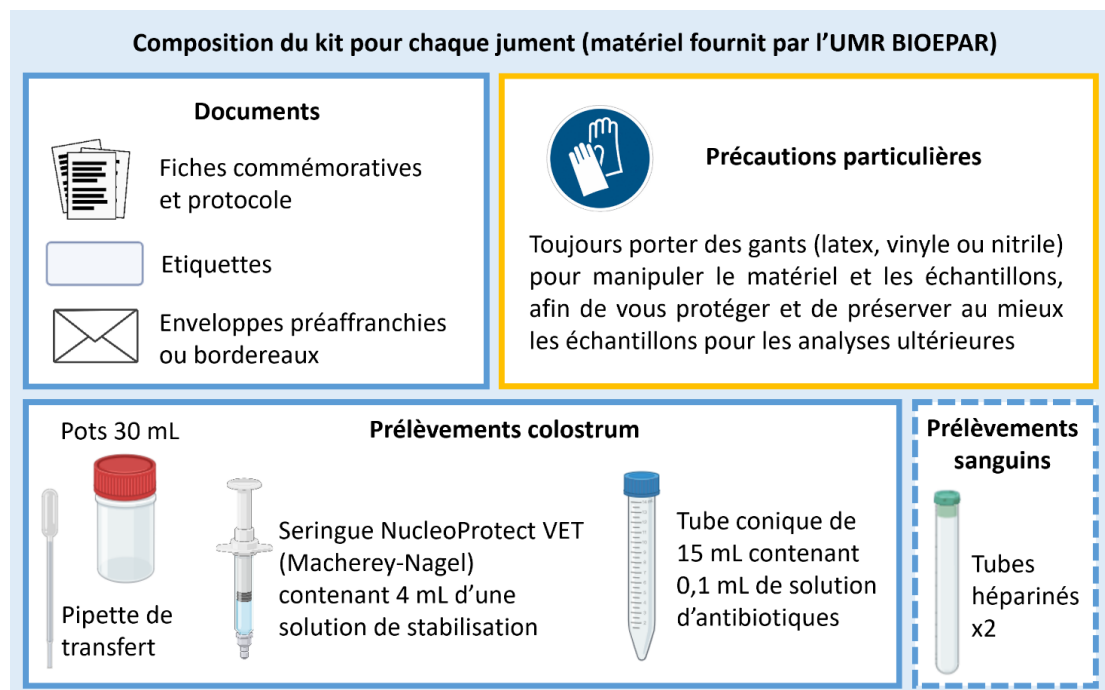 Composition du kit pour chaque jument (matériel fournit par l'UMR BIOEPAR)
Documents
Fiches commémoratives
et protocole
Etiquettes
Enveloppes préaffranchies
ou bordereaux
Précautions particulières
Toujours porter des gants (latex, vinyle ou nitrile)
pour manipuler le matériel et les échantillons,
afin de vous protéger et de préserver au mieux
les échantillons pour les analyses ultérieures
Prélèvements colostrum
Pots 30 mL
Pipette de
transfert
Seringue NucleoProtect VET
(Macherey-Nagel)
contenant 4 mL d'une
solution de stabilisation
Tube conique de
15 mL contenant
0,1 mL de solution
d'antibiotiques
Prélèvements
sanguins
Tubes
héparinés
x2